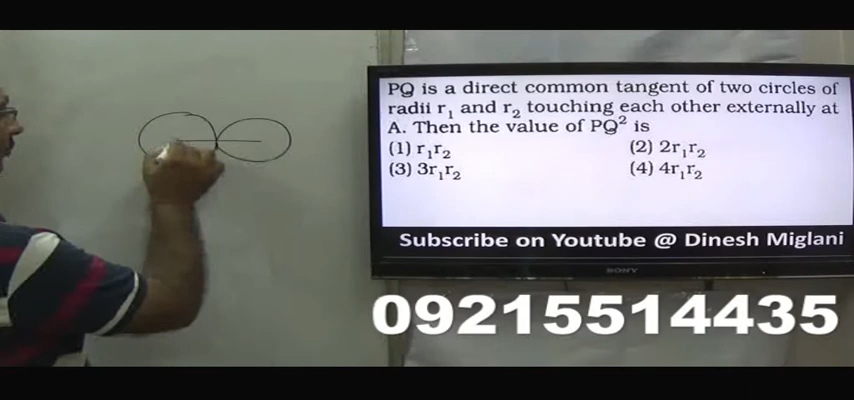 PQ is a direct common tangent of two circles of
radii r₁ and r₂ touching each other externally at
A. Then the value of PQ² is
(1) r₁r₂ (2) 2r₁r₂
(3) 3r₁r₂ (4) 4r₁r₂
Subscribe on Youtube @ Dinesh Miglani
SONY
09215514435